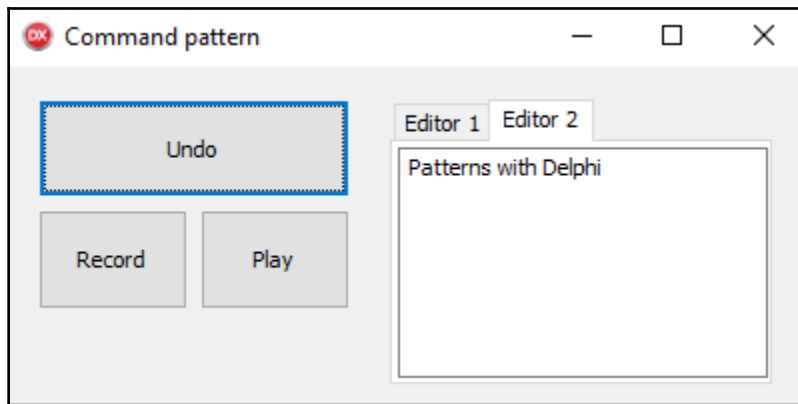 DX Command pattern
Undo
Record Play
Editor 1 Editor 2
Patterns with Delphi